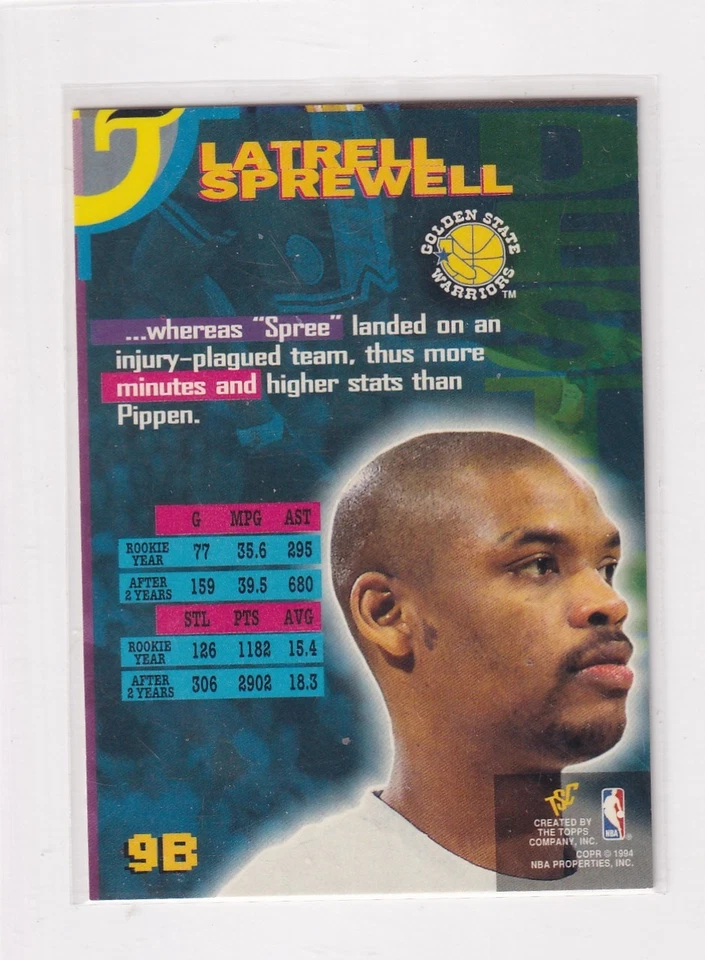 LATRELL
SPREWELL
GOLDEN STATE
WARRIORS
TM
...whereas "Spree" landed on an
injury-plagued team, thus more
minutes and higher stats than
Pippen.
G MPG AST
ROOKIE YEAR 77 35.6 295
AFTER 2 YEARS 159 39.5 680
STL PTS AVG
ROOKIE YEAR 126 1182 15.4
AFTER 2 YEARS 306 2902 18.3
9B
TSC
NBA
CREATED BY
THE TOPPS
COMPANY, INC.
COPR © 1994
NBA PROPERTIES, INC.